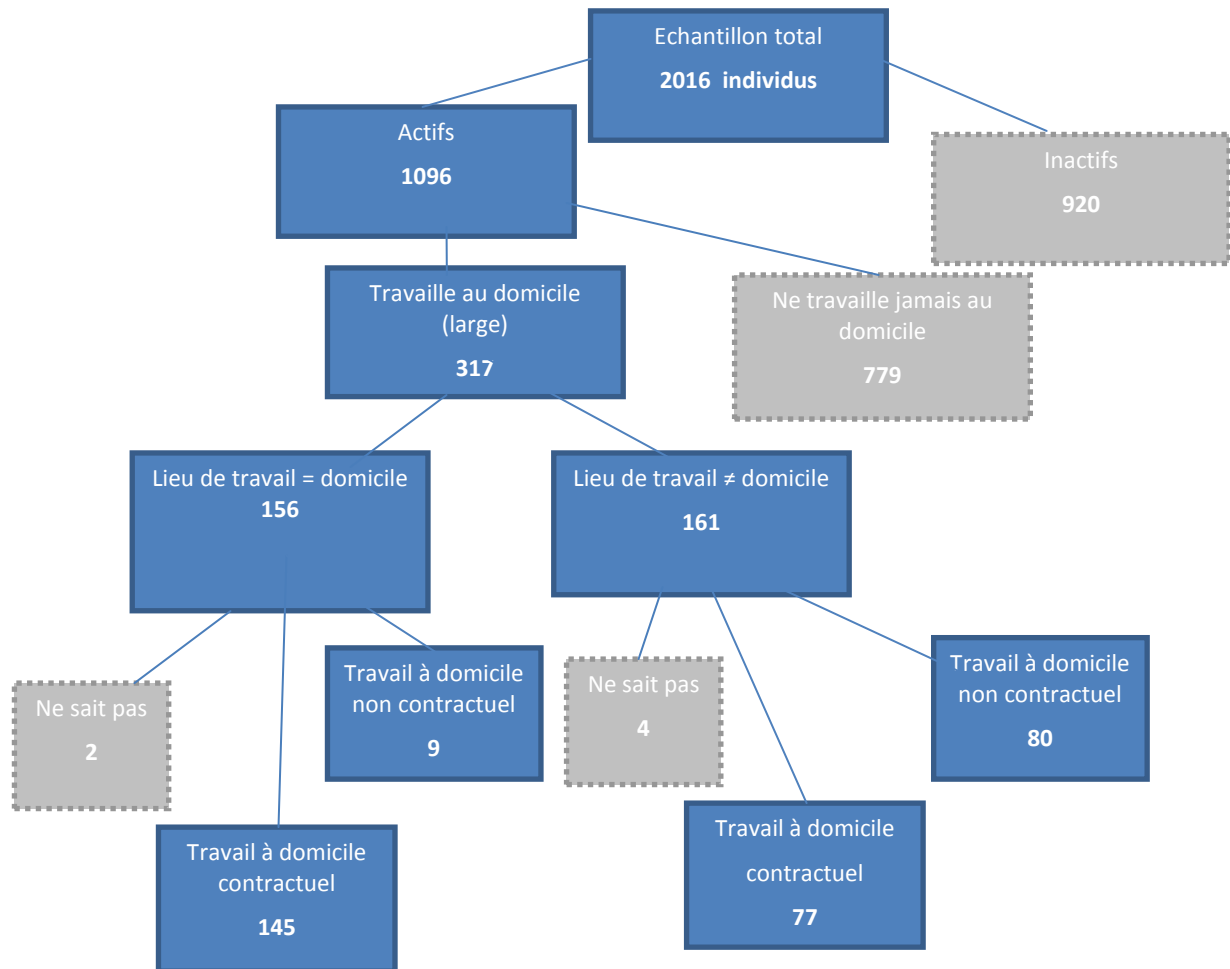 Echantillon total
2016 individus
Actifs
1096
Inactifs
920
Travaille au domicile
(large)
317
Ne travaille jamais au
domicile
779
Lieu de travail = domicile
156
Lieu de travail ≠ domicile
161
Ne sait pas
2
Travail à domicile
non contractuel
9
Ne sait pas
4
Travail à domicile
non contractuel
80
Travail à domicile
contractuel
145
Travail à domicile
contractuel
77